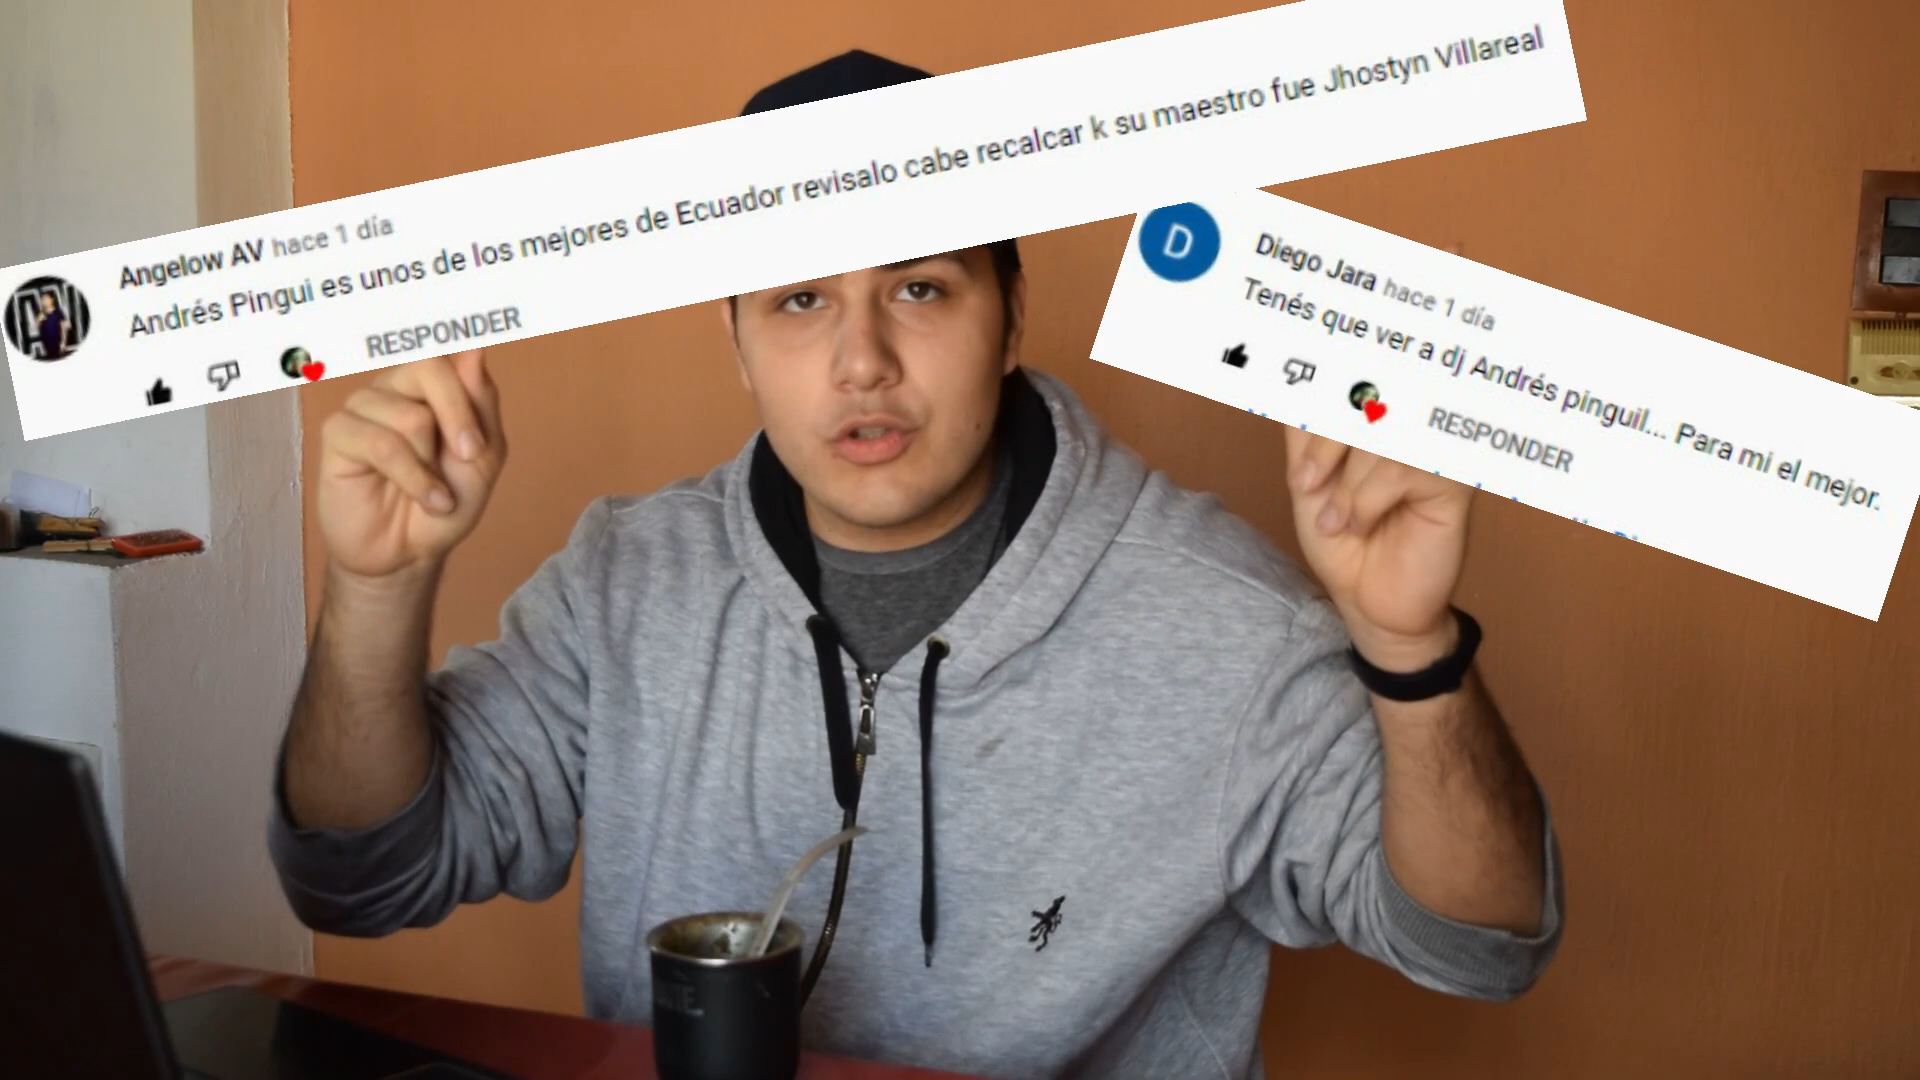 Angelow AV hace 1 día
Andrés Pingui es unos de los mejores de Ecuador revisalo cabe recalcar k su maestro fue Jhostyn Villareal
RESPONDER
Diego Jara hace 1 día
Tenés que ver a dj Andrés pinguil... Para mi el mejor.
RESPONDER
D